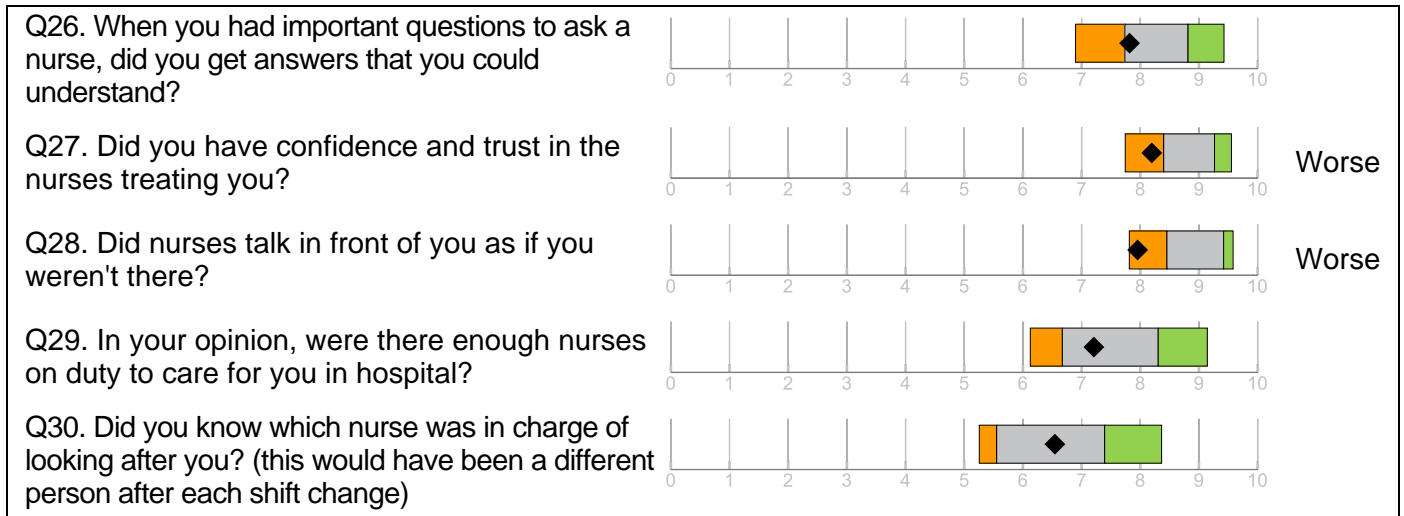 Q26. When you had important questions to ask a
nurse, did you get answers that you could
understand?
0 1 2 3 4 5 6 7 8 9 10
Q27. Did you have confidence and trust in the
nurses treating you?
Worse
0 1 2 3 4 5 6 7 8 9 10
Q28. Did nurses talk in front of you as if you
weren't there?
Worse
0 1 2 3 4 5 6 7 8 9 10
Q29. In your opinion, were there enough nurses
on duty to care for you in hospital?
0 1 2 3 4 5 6 7 8 9 10
Q30. Did you know which nurse was in charge of
looking after you? (this would have been a different
person after each shift change)
0 1 2 3 4 5 6 7 8 9 10